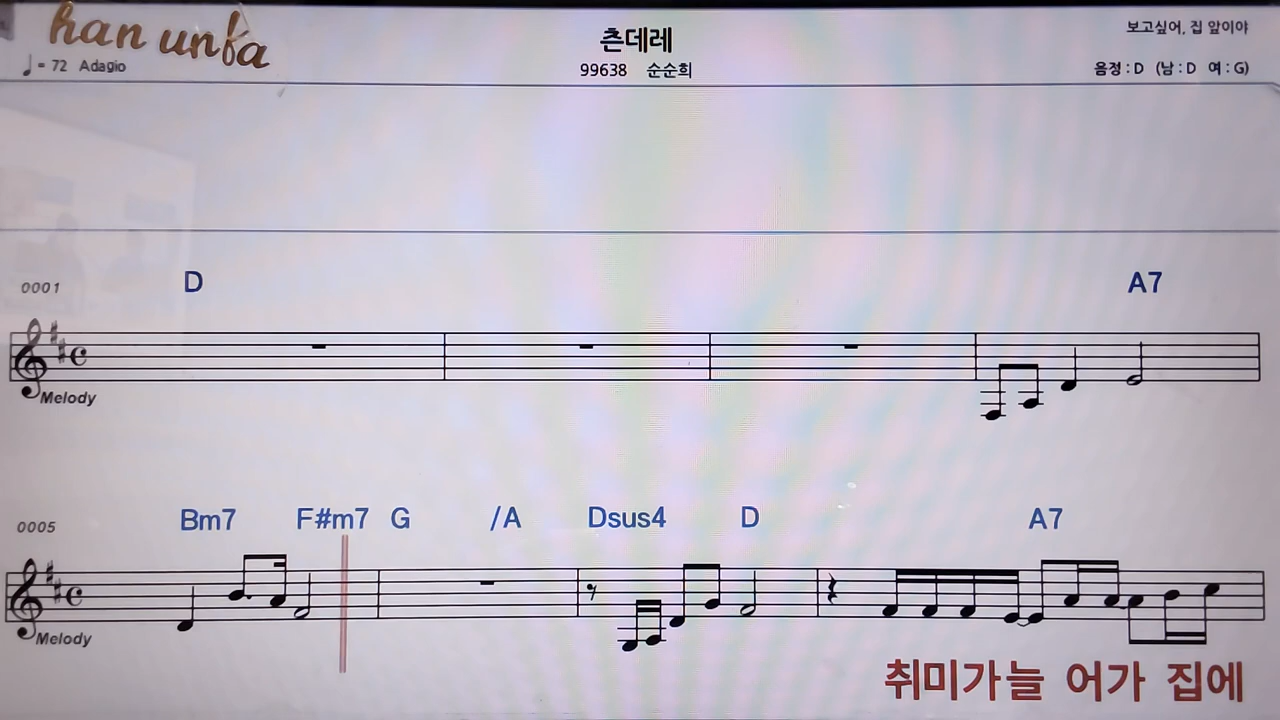 han unfa
츤데레
보고싶어, 집 앞이야
♩= 72 Adagio
99638 순순희
음정 : D (남 : D 여 : G)
0001 D A7
Melody
0005 Bm7 F#m7 G /A Dsus4 D A7
Melody
취미가늘 어가 집에